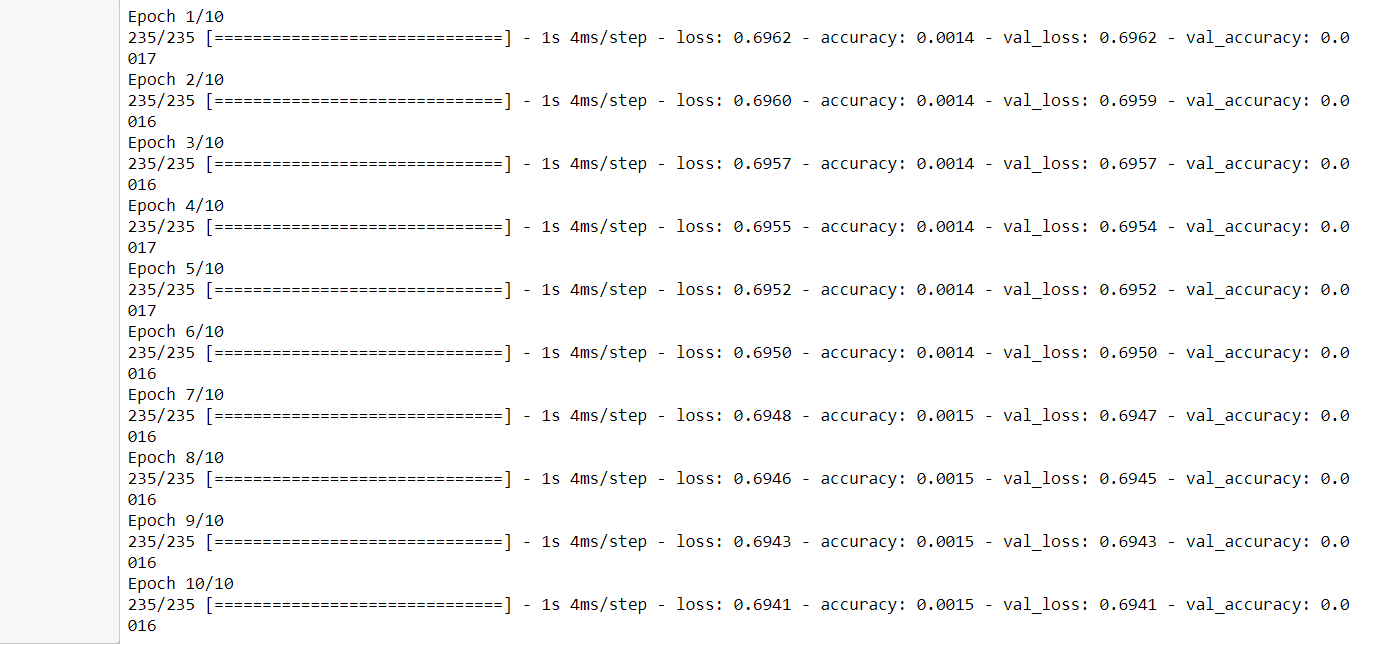 Epoch 1/10
235/235 [==============================] - 1s 4ms/step - loss: 0.6962 - accuracy: 0.0014 - val_loss: 0.6962 - val_accuracy: 0.0
017
Epoch 2/10
235/235 [==============================] - 1s 4ms/step - loss: 0.6960 - accuracy: 0.0014 - val_loss: 0.6959 - val_accuracy: 0.0
016
Epoch 3/10
235/235 [==============================] - 1s 4ms/step - loss: 0.6957 - accuracy: 0.0014 - val_loss: 0.6957 - val_accuracy: 0.0
016
Epoch 4/10
235/235 [==============================] - 1s 4ms/step - loss: 0.6955 - accuracy: 0.0014 - val_loss: 0.6954 - val_accuracy: 0.0
017
Epoch 5/10
235/235 [==============================] - 1s 4ms/step - loss: 0.6952 - accuracy: 0.0014 - val_loss: 0.6952 - val_accuracy: 0.0
017
Epoch 6/10
235/235 [==============================] - 1s 4ms/step - loss: 0.6950 - accuracy: 0.0014 - val_loss: 0.6950 - val_accuracy: 0.0
016
Epoch 7/10
235/235 [==============================] - 1s 4ms/step - loss: 0.6948 - accuracy: 0.0015 - val_loss: 0.6947 - val_accuracy: 0.0
016
Epoch 8/10
235/235 [==============================] - 1s 4ms/step - loss: 0.6946 - accuracy: 0.0015 - val_loss: 0.6945 - val_accuracy: 0.0
016
Epoch 9/10
235/235 [==============================] - 1s 4ms/step - loss: 0.6943 - accuracy: 0.0015 - val_loss: 0.6943 - val_accuracy: 0.0
016
Epoch 10/10
235/235 [==============================] - 1s 4ms/step - loss: 0.6941 - accuracy: 0.0015 - val_loss: 0.6941 - val_accuracy: 0.0
016